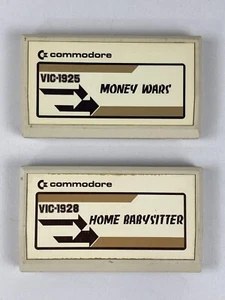 commodore
VIC-1925
MONEY WARS
commodore
VIC-1928
HOME BABYSITTER